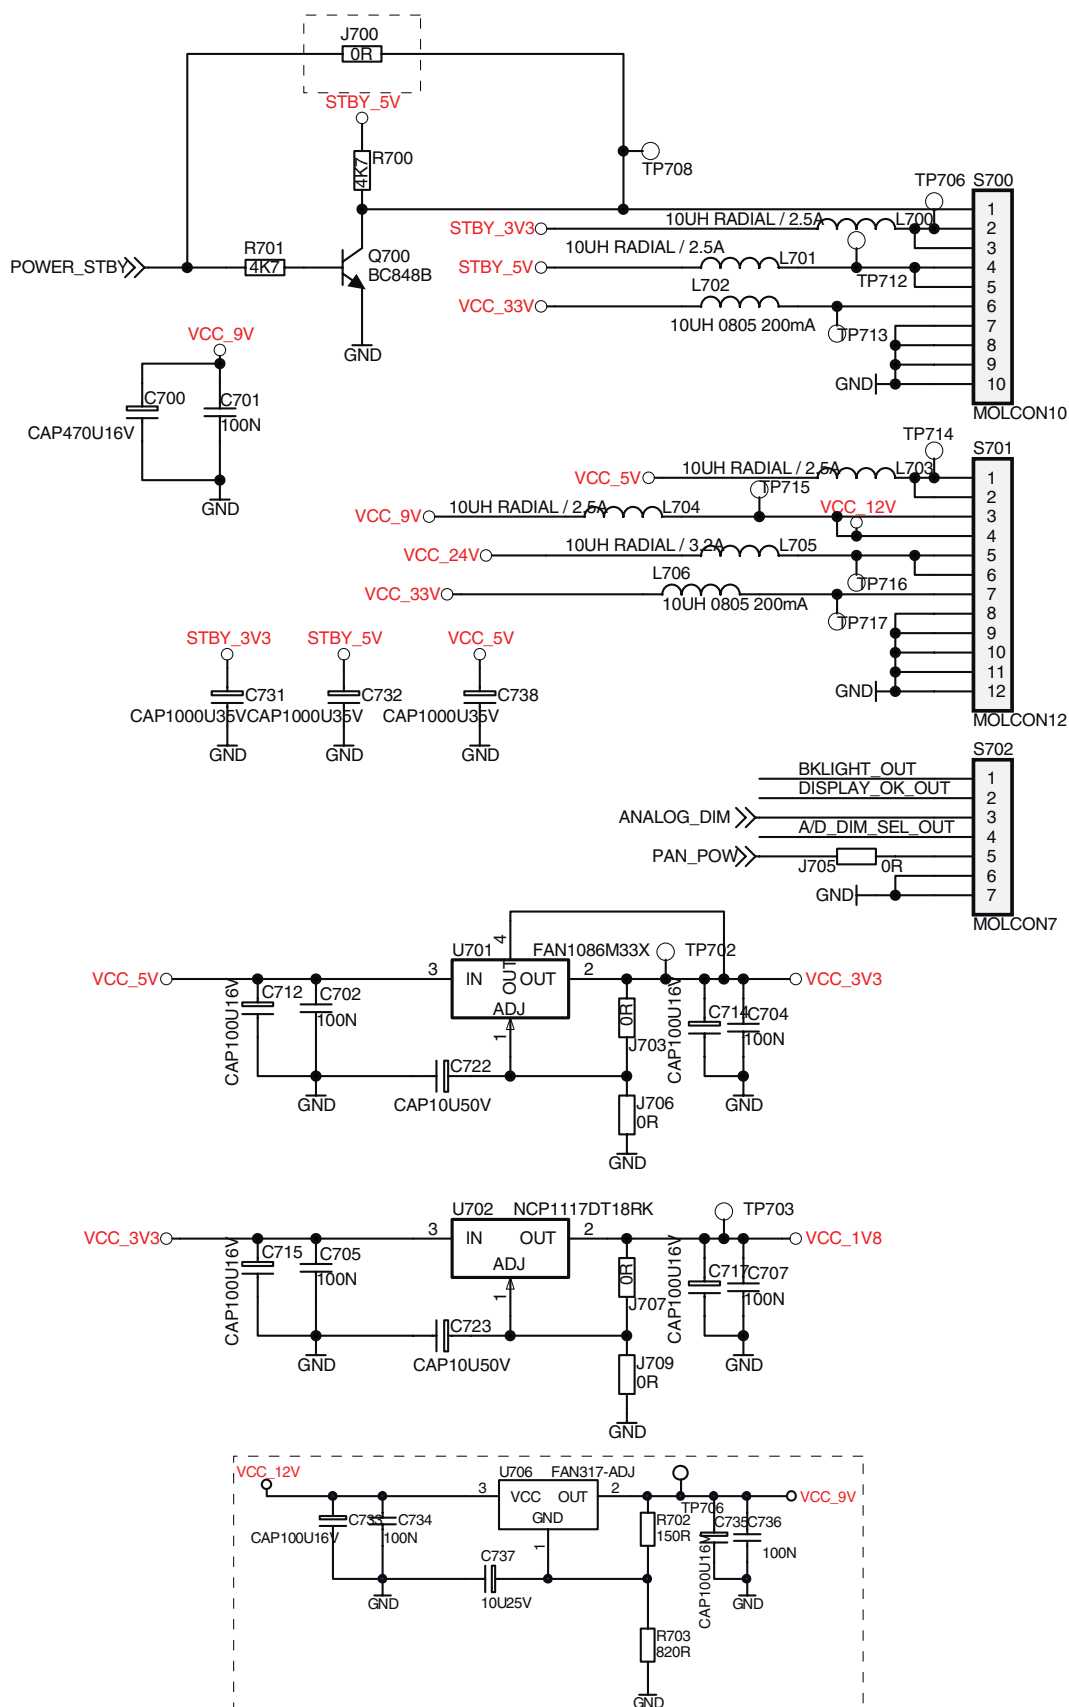 J700
0R
STBY_5V
R700
4K7
TP708
TP706
S700
10UH RADIAL / 2.5A
L700
STBY_3V3
10UH RADIAL / 2.5A
L701
STBY_5V
TP712
L702
VCC_33V
10UH 0805 200mA
TP713
1
2
3
4
5
6
7
8
9
10
GND
MOLCON10
POWER_STBY
R701
4K7
Q700
BC848B
GND
VCC_9V
C700
CAP470U16V
C701
100N
GND
TP714
S701
10UH RADIAL / 2.5A
L703
VCC_5V
TP715
10UH RADIAL / 2.5A
L704
VCC_12V
VCC_9V
10UH RADIAL / 3.2A
L705
VCC_24V
TP716
L706
VCC_33V
10UH 0805 200mA
TP717
1
2
3
4
5
6
7
8
9
10
11
12
GND
MOLCON12
STBY_3V3
STBY_5V
VCC_5V
C731
C732
C738
CAP1000U35V
CAP1000U35V
CAP1000U35V
GND
GND
GND
S702
BKLIGHT_OUT
DISPLAY_OK_OUT
ANALOG_DIM
A/D_DIM_SEL_OUT
PAN_POW
J705
0R
1
2
3
4
5
6
7
GND
MOLCON7
U701
4
FAN1086M33X
TP702
VCC_5V
3
IN
OUT
OUT
2
VCC_3V3
ADJ
1
C712
CAP100U16V
C702
100N
0R
J703
CAP100U16V
C714
C704
100N
C722
CAP10U50V
GND
J706
0R
GND
GND
U702
NCP1117DT18RK
TP703
VCC_3V3
3
IN
OUT
2
VCC_1V8
ADJ
1
C715
CAP100U16V
C705
100N
0R
J707
CAP100U16V
C717
C707
100N
C723
CAP10U50V
GND
J709
0R
GND
GND
VCC_12V
U706
FAN317-ADJ
3
VCC
OUT
2
GND
1
TP706
VCC_9V
C733
CAP100U16V
C734
100N
R702
150R
C735
CAP100U16V
C736
100N
C737
10U25V
GND
GND
R703
820R
GND